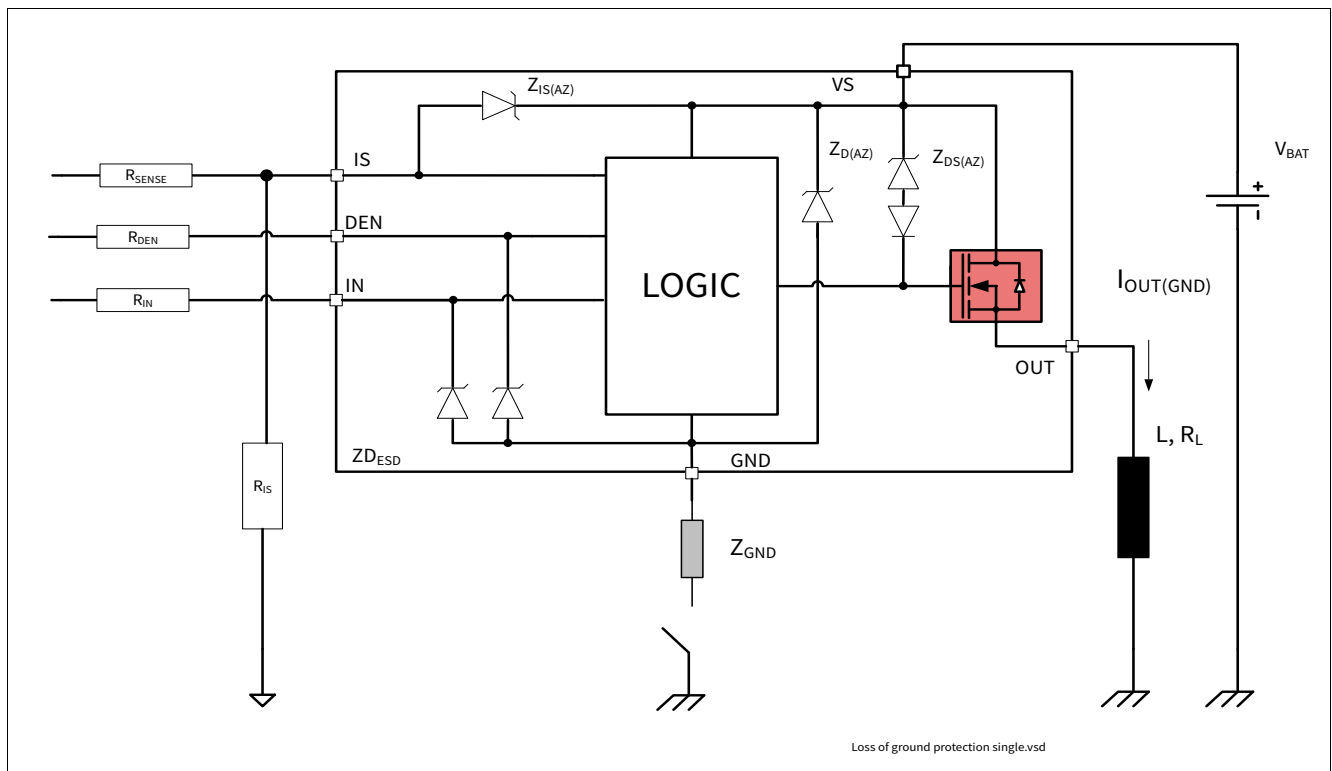 VS
Z_IS(AZ)
Z_D(AZ)
Z_DS(AZ)
V_BAT
+
-
IS
R_SENSE
DEN
R_DEN
IN
R_IN
LOGIC
I_OUT(GND)
OUT
L, R_L
ZD_ESD
GND
R_IS
Z_GND
Loss of ground protection single.vsd